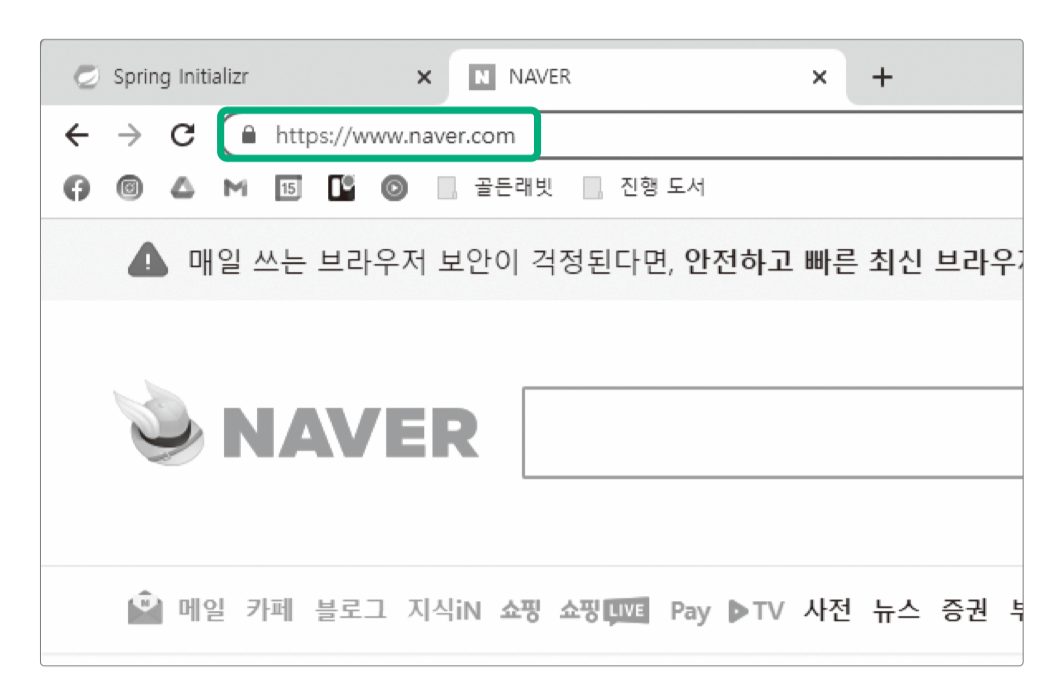 Spring Initializr × N NAVER × +
https://www.naver.com
15 골든래빗 진행 도서
매일 쓰는 브라우저 보안이 걱정된다면, 안전하고 빠른 최신 브라우
NAVER
메일 카페 블로그 지식iN 쇼핑 쇼핑LIVE Pay TV 사전 뉴스 증권